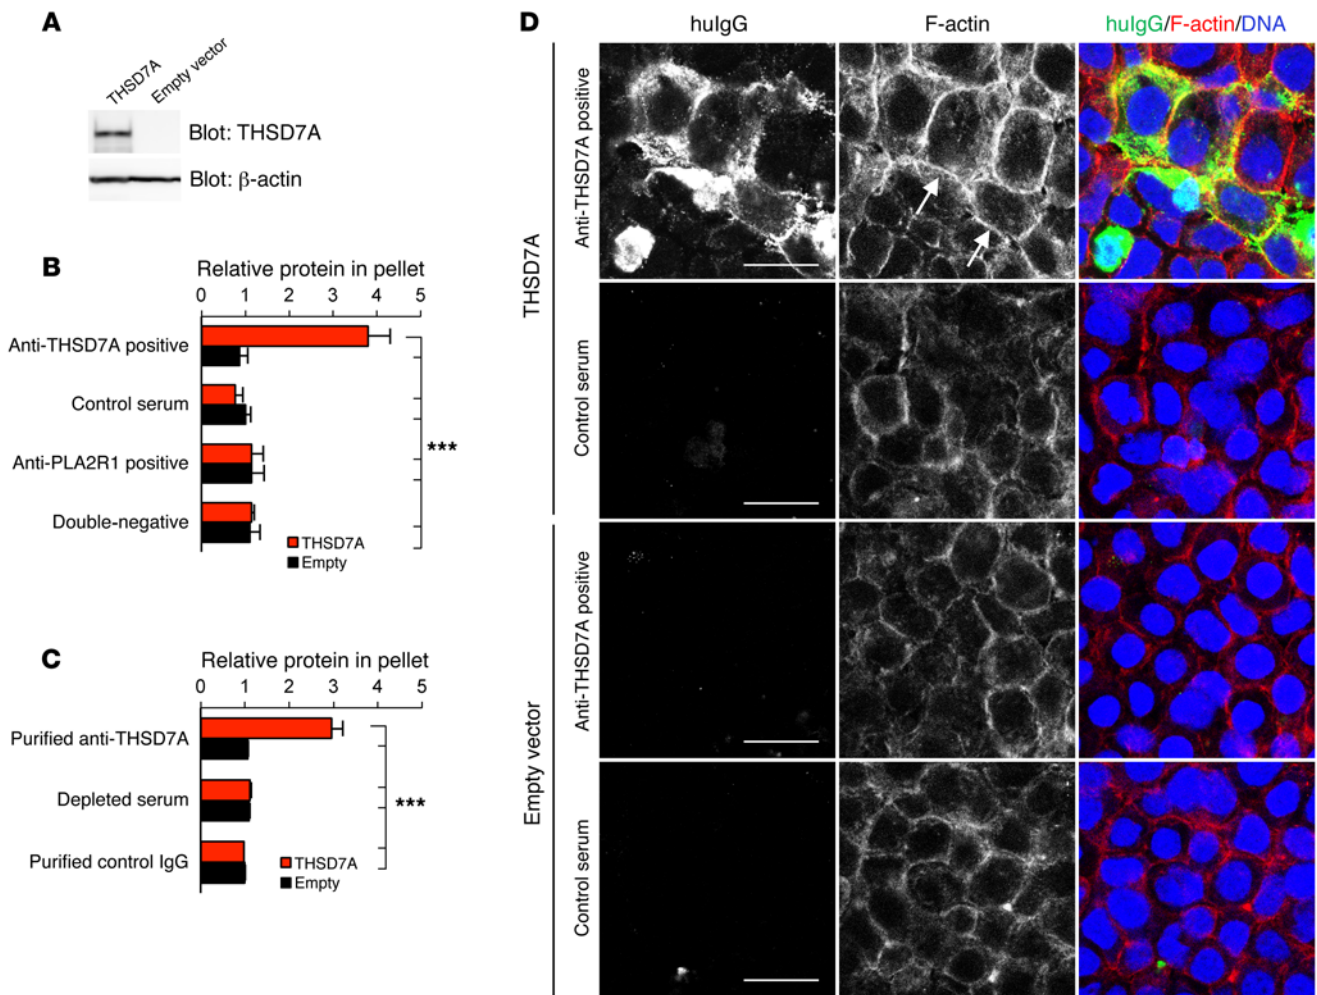 A
THSD7A
Empty vector
Blot: THSD7A
Blot: β-actin
B
Relative protein in pellet
0 1 2 3 4 5
Anti-THSD7A positive
Control serum
Anti-PLA2R1 positive
Double-negative
***
THSD7A
Empty
C
Relative protein in pellet
0 1 2 3 4 5
Purified anti-THSD7A
Depleted serum
Purified control IgG
***
THSD7A
Empty
D
huIgG
F-actin
huIgG/F-actin/DNA
THSD7A
Anti-THSD7A positive
Control serum
Empty vector
Anti-THSD7A positive
Control serum